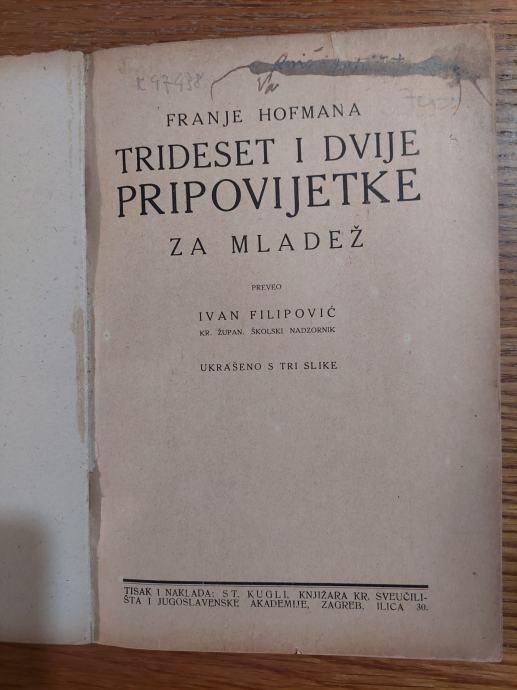 K 97438
FRANJE HOFMANA
TRIDESET I DVIJE
PRIPOVIJETKE
ZA MLADEŽ
PREVEO
IVAN FILIPOVIĆ
KR. ŽUPAN. ŠKOLSKI NADZORNIK
UKRAŠENO S TRI SLIKE
TISAK I NAKLADA: ST. KUGLI, KNJIŽARA KR. SVEUČILI-
ŠTA I JUGOSLAVENSKE AKADEMIJE, ZAGREB, ILICA 30.